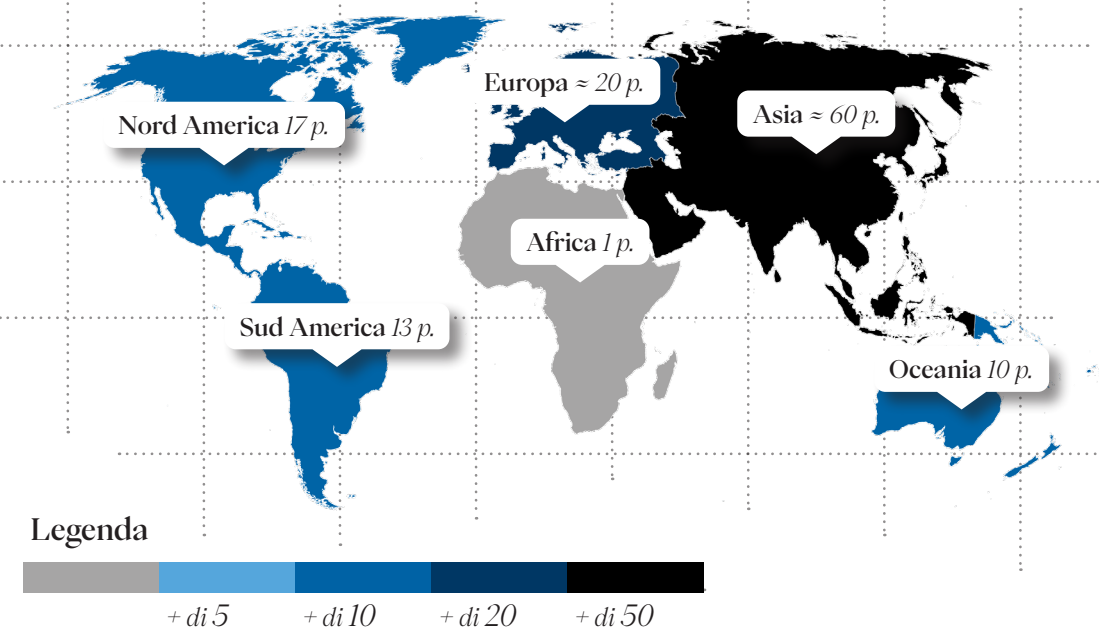 Europa ≈ 20 p.
Asia ≈ 60 p.
Nord America 17 p.
Africa 1 p.
Sud America 13 p.
Oceania 10 p.
Legenda
+ di 5
+ di 10
+ di 20
+ di 50